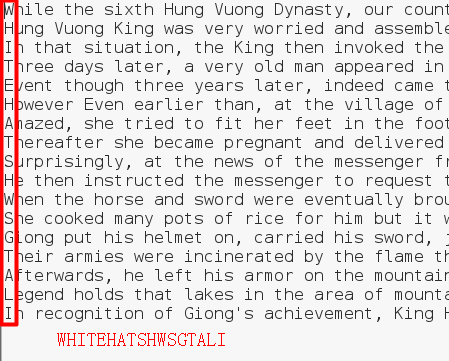 While the sixth Hung Vuong Dynasty, our count
Hung Vuong King was very worried and assemble
In that situation, the King then invoked the
Three days later, a very old man appeared in
Event though three years later, indeed came t
However Even earlier than, at the village of
Amazed, she tried to fit her feet in the foot
Thereafter she became pregnant and delivered
Surprisingly, at the news of the messenger fr
He then instructed the messenger to request t
When the horse and sword were eventually brou
She cooked many pots of rice for him but it w
Giong put his helmet on, carried his sword, j
Their armies were incinerated by the flame th
Afterwards, he left his armor on the mountain
Legend holds that lakes in the area of mounta
In recognition of Giong's achievement, King H
WHITEHATSHWSGTALI